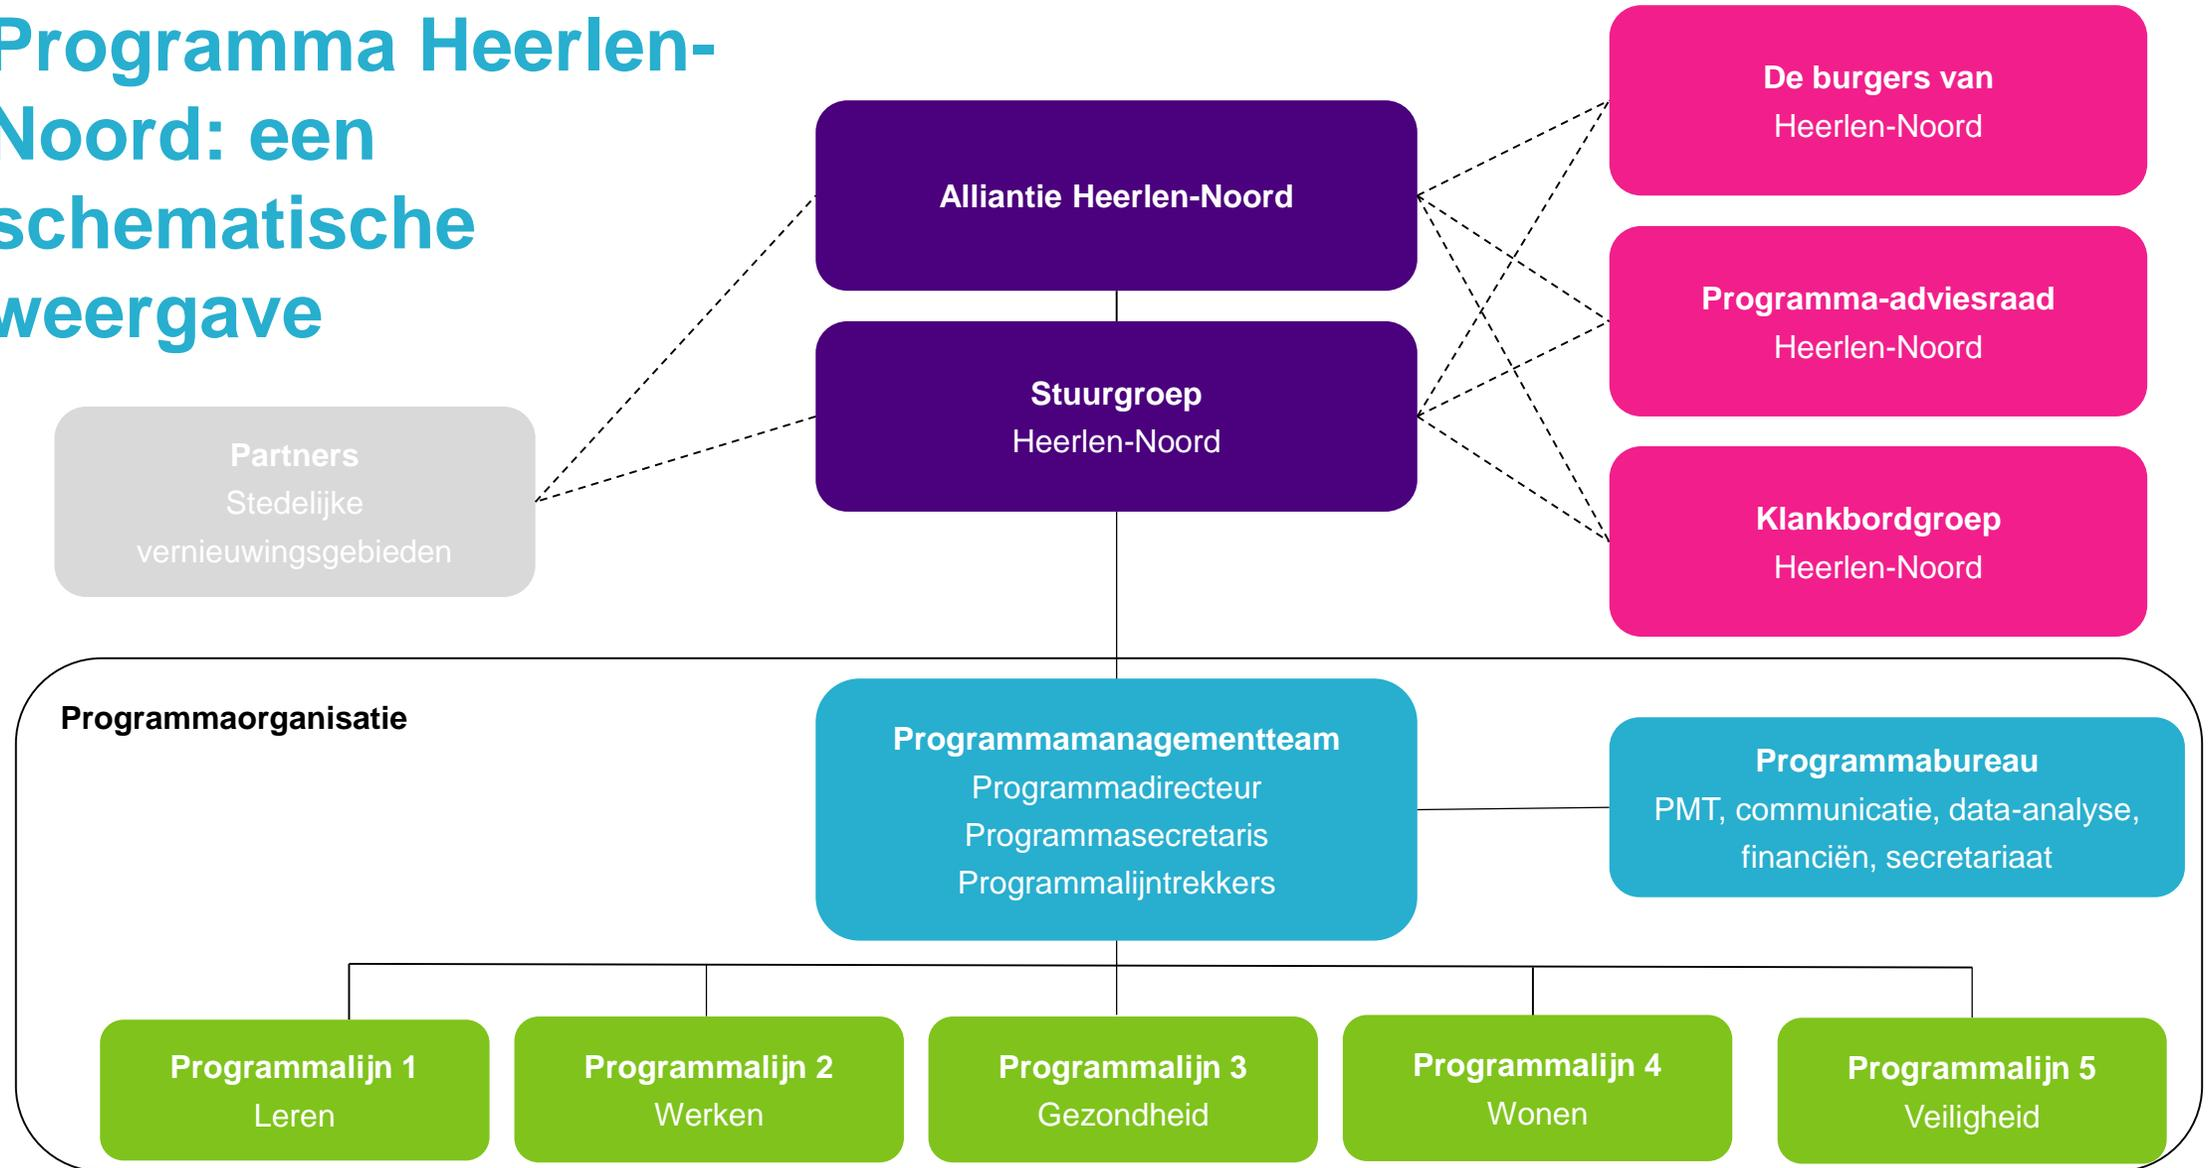 Programma Heerlen-
Noord: een
schematische
weergave
De burgers van
Heerlen-Noord
Alliantie Heerlen-Noord
Programma-adviesraad
Heerlen-Noord
Stuurgroep
Heerlen-Noord
Partners
Stedelijke
vernieuwingsgebieden
Klankbordgroep
Heerlen-Noord
Programmaorganisatie
Programmamanagementteam
Programmadirecteur
Programmasecretaris
Programmalijntrekkers
Programmabureau
PMT, communicatie, data-analyse,
financiën, secretariaat
Programmalijn 1
Leren
Programmalijn 2
Werken
Programmalijn 3
Gezondheid
Programmalijn 4
Wonen
Programmalijn 5
Veiligheid